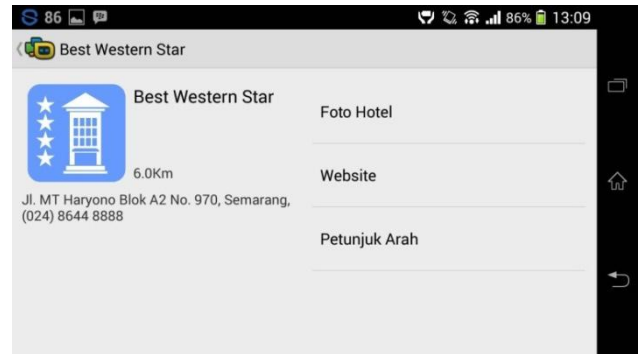 86
86% 13:09
Best Western Star
Best Western Star
6.0Km
Jl. MT Haryono Blok A2 No. 970, Semarang,
(024) 8644 8888
Foto Hotel
Website
Petunjuk Arah